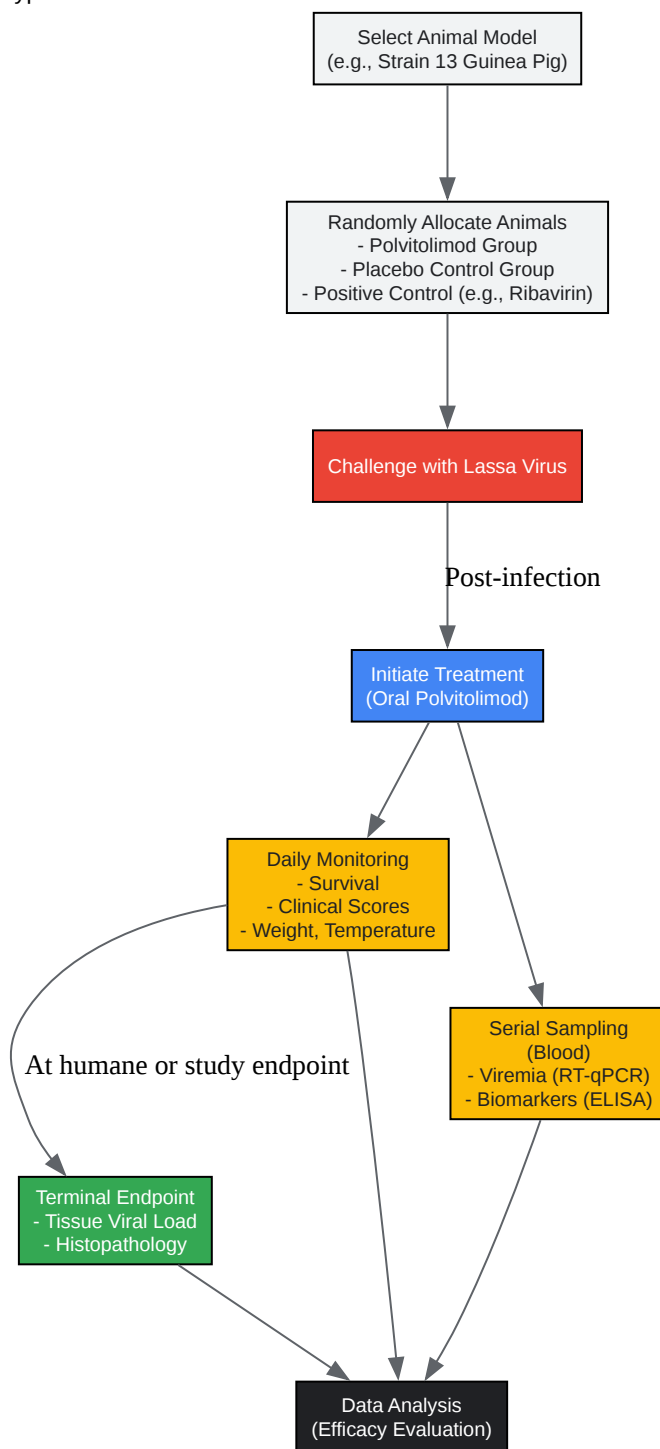 Select Animal Model
(e.g., Strain 13 Guinea Pig)
Randomly Allocate Animals
- Polvitolimod Group
- Placebo Control Group
- Positive Control (e.g., Ribavirin)
Challenge with Lassa Virus
Post-infection
Initiate Treatment
(Oral Polvitolimod)
Daily Monitoring
- Survival
- Clinical Scores
- Weight, Temperature
Serial Sampling
(Blood)
- Viremia (RT-qPCR)
- Biomarkers (ELISA)
At humane or study endpoint
Terminal Endpoint
- Tissue Viral Load
- Histopathology
Data Analysis
(Efficacy Evaluation)